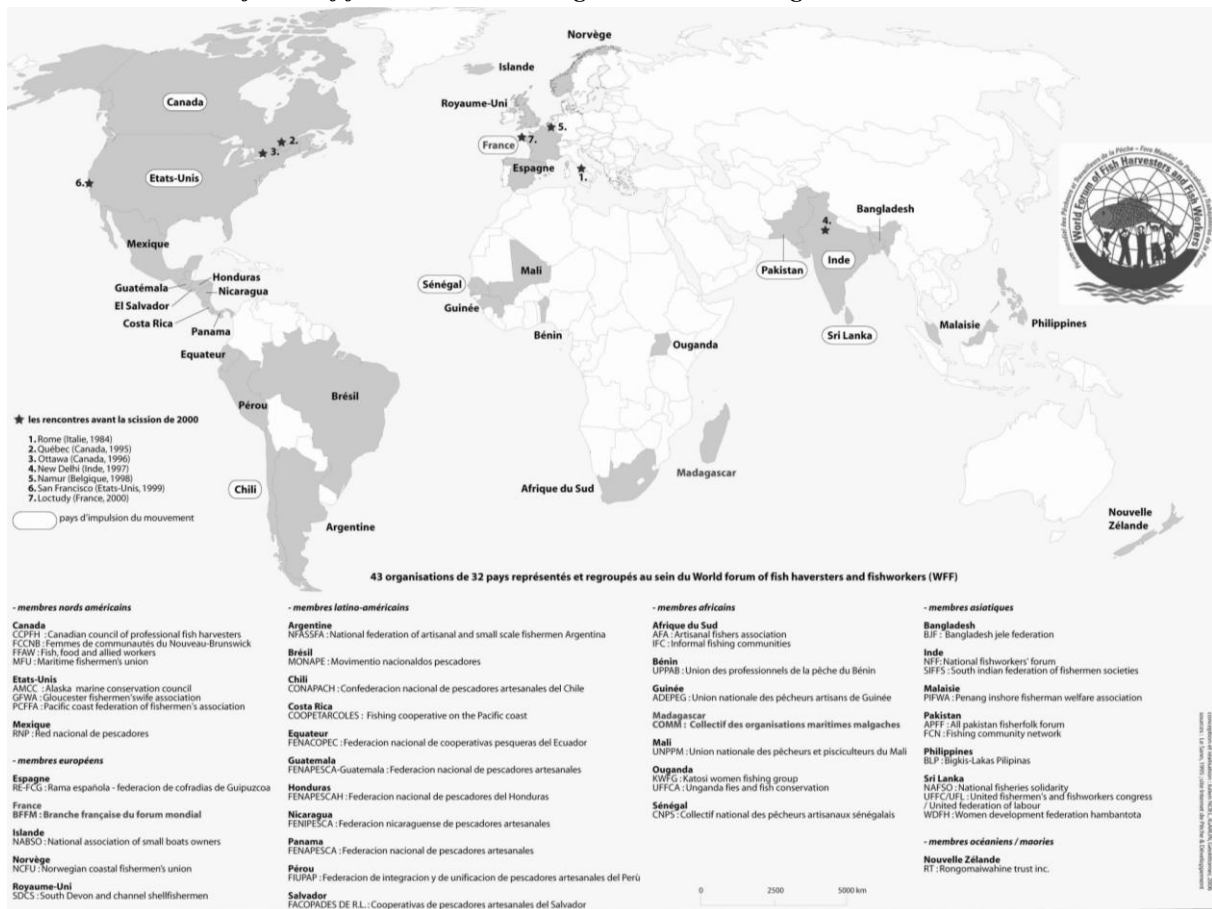 Norvège
Islande
Royaume-Uni
Canada
France
Espagne
Etats-Unis
Mexique
Honduras
Guatémala
Nicaragua
El Salvador
Costa Rica
Panama
Equateur
Pérou
Brésil
Chili
Argentine
Sénégal
Mali
Guinée
Bénin
Ouganda
Madagascar
Afrique du Sud
Bangladesh
Pakistan
Inde
Sri Lanka
Malaisie
Philippines
Nouvelle
Zélande
1.
2.
3.
4.
5.
6.
7.
World Forum of Fish Harvesters and Fish Workers
★ les rencontres avant la scission de 2000
1. Rome (Italie, 1984)
2. Québec (Canada, 1995)
3. Ottawa (Canada, 1996)
4. New Delhi (Inde, 1997)
5. Namur (Belgique, 1998)
6. San Francisco (Etats-Unis, 1999)
7. Loctudy (France, 2000)
pays d'impulsion du mouvement
43 organisations de 32 pays représentés et regroupés au sein du World forum of fish haversters and fishworkers (WFF)
- membres nords américains
Canada
CCPFH : Canadian council of professional fish harvesters
FCCNB : Femmes de communautés du Nouveau-Brunswick
FFAW : Fish, food and allied workers
MFU : Maritime fishermen's union
Etats-Unis
AMCC : Alaska marine conservation council
GFWA : Gloucester fishermen'swife association
PCFFA : Pacific coast federation of fishermen's association
Mexique
RNP : Red nacional de pescadores
- membres européens
Espagne
RE-FCG : Rama española - federacion de cofradias de Guipuzcoa
France
BFFM : Branche française du forum mondial
Islande
NABSO : National association of small boats owners
Norvège
NCFU : Norwegian coastal fishermen's union
Royaume-Uni
SDCS : South Devon and channel shellfishermen
- membres latino-américains
Argentine
NFASSFA : National federation of artisanal and small scale fishermen Argentina
Brésil
MONAPE : Movimentio nacionaldos pescadores
Chili
CONAPACH : Confederacion nacional de pescadores artesanales del Chile
Costa Rica
COOPETARCOLES : Fishing cooperative on the Pacific coast
Equateur
FENACOPEC : Federacion nacional de cooperativas pesqueras del Ecuador
Guatemala
FENAPESCA-Guatemala : Federacion nacional de pescadores artesanales
Honduras
FENAPESCAH : Federacion nacional de pescadores del Honduras
Nicaragua
FENIPESCA : Federacion nicaraguense de pescadores artesanales
Panama
FENAPESCA : Federacion nacional de pescadores artesanales
Pérou
FIUPAP : Federacion de integracion y de unificacion de pescadores artesanales del Perù
Salvador
FACOPADES DE R.L. : Cooperativas de pescadores artesanales del Salvador
- membres africains
Afrique du Sud
AFA : Artisanal fishers association
IFC : Informal fishing communities
Bénin
UPPAB : Union des professionnels de la pêche du Bénin
Guinée
ADEPEG : Union nationale des pêcheurs artisans de Guinée
Madagascar
COMM : Collectif des organisations maritimes malgaches
Mali
UNPPM : Union nationale des pêcheurs et pisciculteurs du Mali
Ouganda
KWFG : Katosi women fishing group
UFFCA : Unganda fies and fish conservation
Sénégal
CNPS : Collectif national des pêcheurs artisanaux sénégalais
0 2500 5000 km
- membres asiatiques
Bangladesh
BJF : Bangladesh jele federation
Inde
NFF: National fishworkers' forum
SIFFS : South indian federation of fishermen societies
Malaisie
PIFWA : Penang inshore fisherman welfare association
Pakistan
APFF : All pakistan fisherfolk forum
FCN : Fishing community network
Philippines
BLP : Bigkis-Lakas Pilipinas
Sri Lanka
NAFSO : National fisheries solidarity
UFFC/UFL : United fishermen's and fishworkers congress
/ United federation of labour
WDFH : Women development federation hambantota
- membres océaniens / maories
Nouvelle Zélande
RT : Rongomaiwahine trust inc.